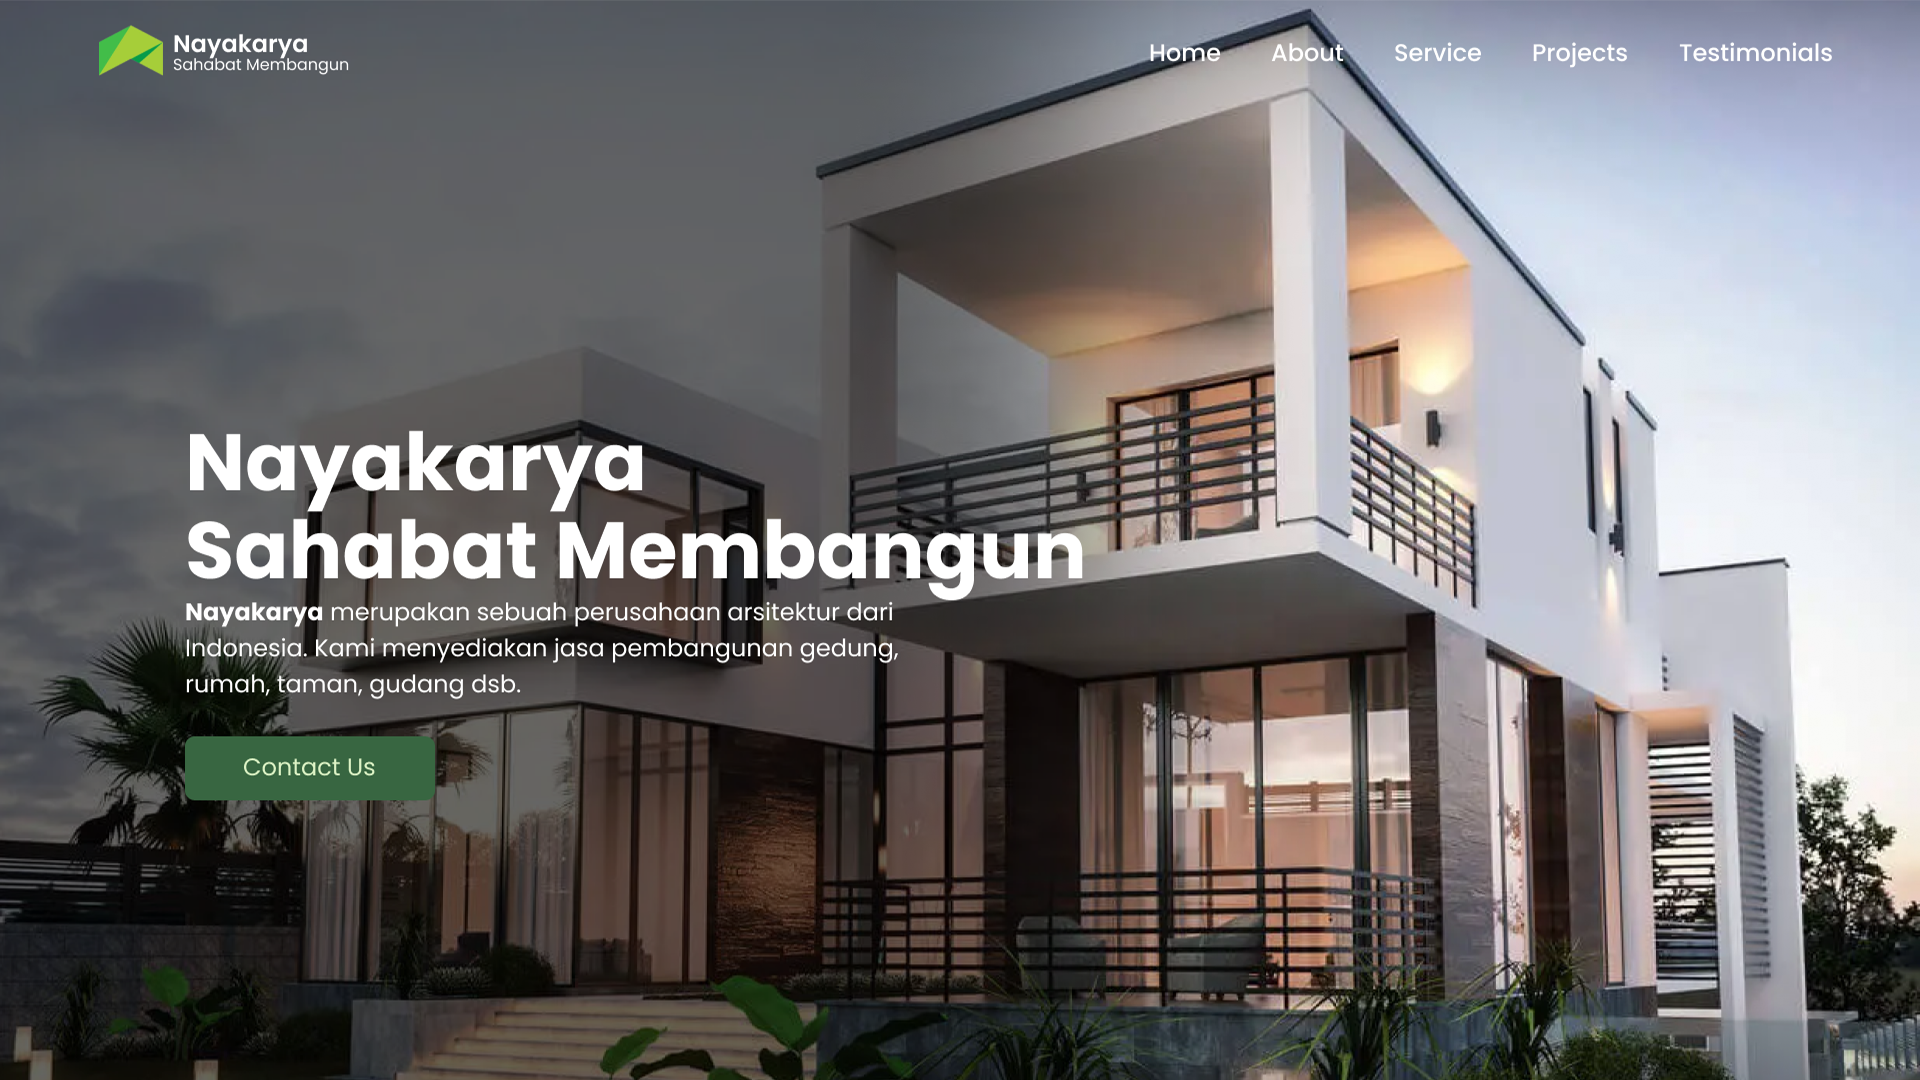 Nayakarya
Sahabat Membangun
Home
About
Service
Projects
Testimonials
Nayakarya
Sahabat Membangun
Nayakarya merupakan sebuah perusahaan arsitektur dari
Indonesia. Kami menyediakan jasa pembangunan gedung,
rumah, taman, gudang dsb.
Contact Us